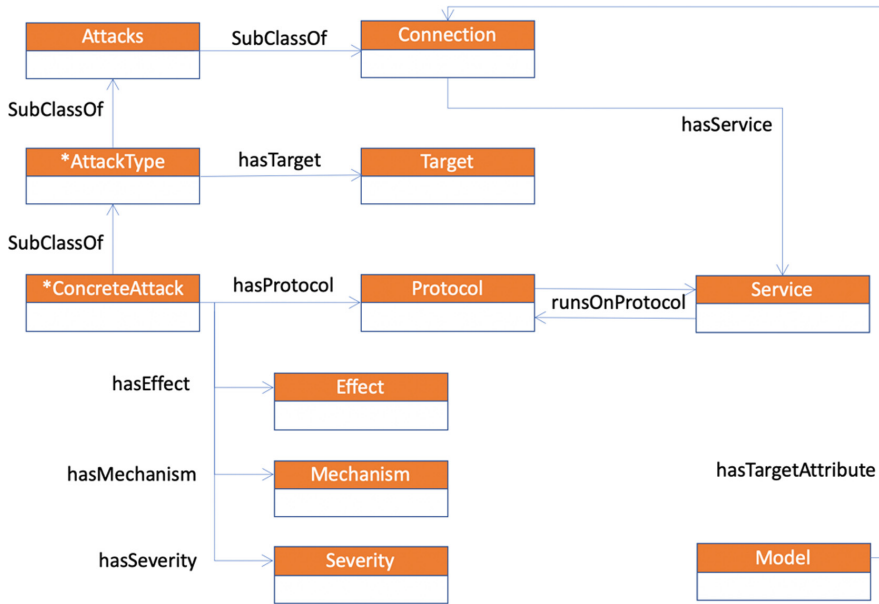 Attacks
SubClassOf
Connection
SubClassOf
hasService
*AttackType
hasTarget
Target
SubClassOf
*ConcreteAttack
hasProtocol
Protocol
runsOnProtocol
Service
hasEffect
Effect
hasMechanism
Mechanism
hasTargetAttribute
hasSeverity
Severity
Model